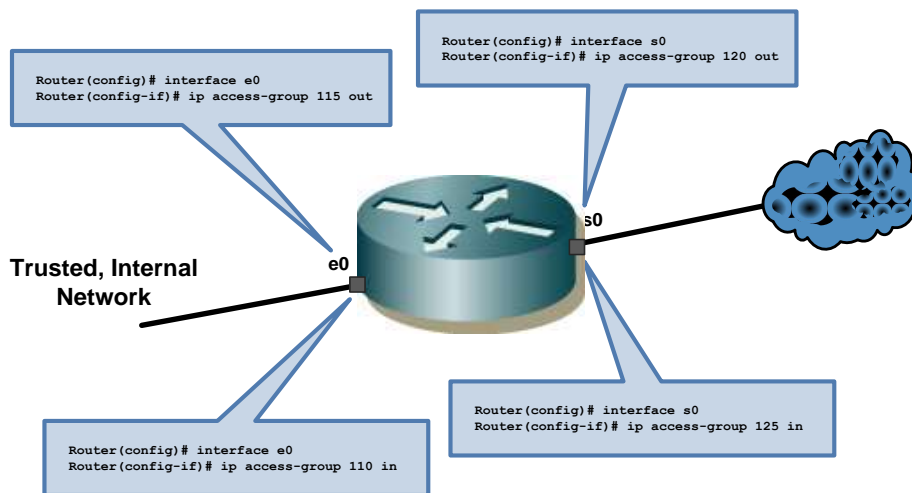 Router(config)# interface s0
Router(config-if)# ip access-group 120 out
Router(config)# interface e0
Router(config-if)# ip access-group 115 out
s0
e0
Trusted, Internal
Network
Router(config)# interface s0
Router(config-if)# ip access-group 125 in
Router(config)# interface e0
Router(config-if)# ip access-group 110 in